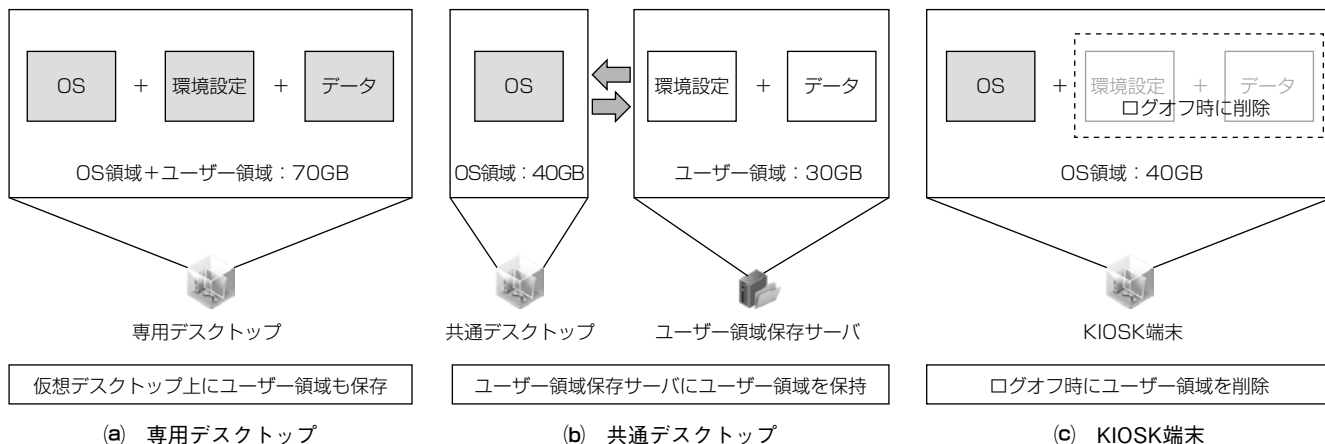 OS + 環境設定 + データ
OS領域+ユーザー領域:70GB
専用デスクトップ
仮想デスクトップ上にユーザー領域も保存
(a) 専用デスクトップ
OS
OS領域:40GB
共通デスクトップ
環境設定 + データ
ユーザー領域:30GB
ユーザー領域保存サーバ
ユーザー領域保存サーバにユーザー領域を保持
(b) 共通デスクトップ
OS + 環境設定 + データ
ログオフ時に削除
OS領域:40GB
KIOSK端末
ログオフ時にユーザー領域を削除
(c) KIOSK端末